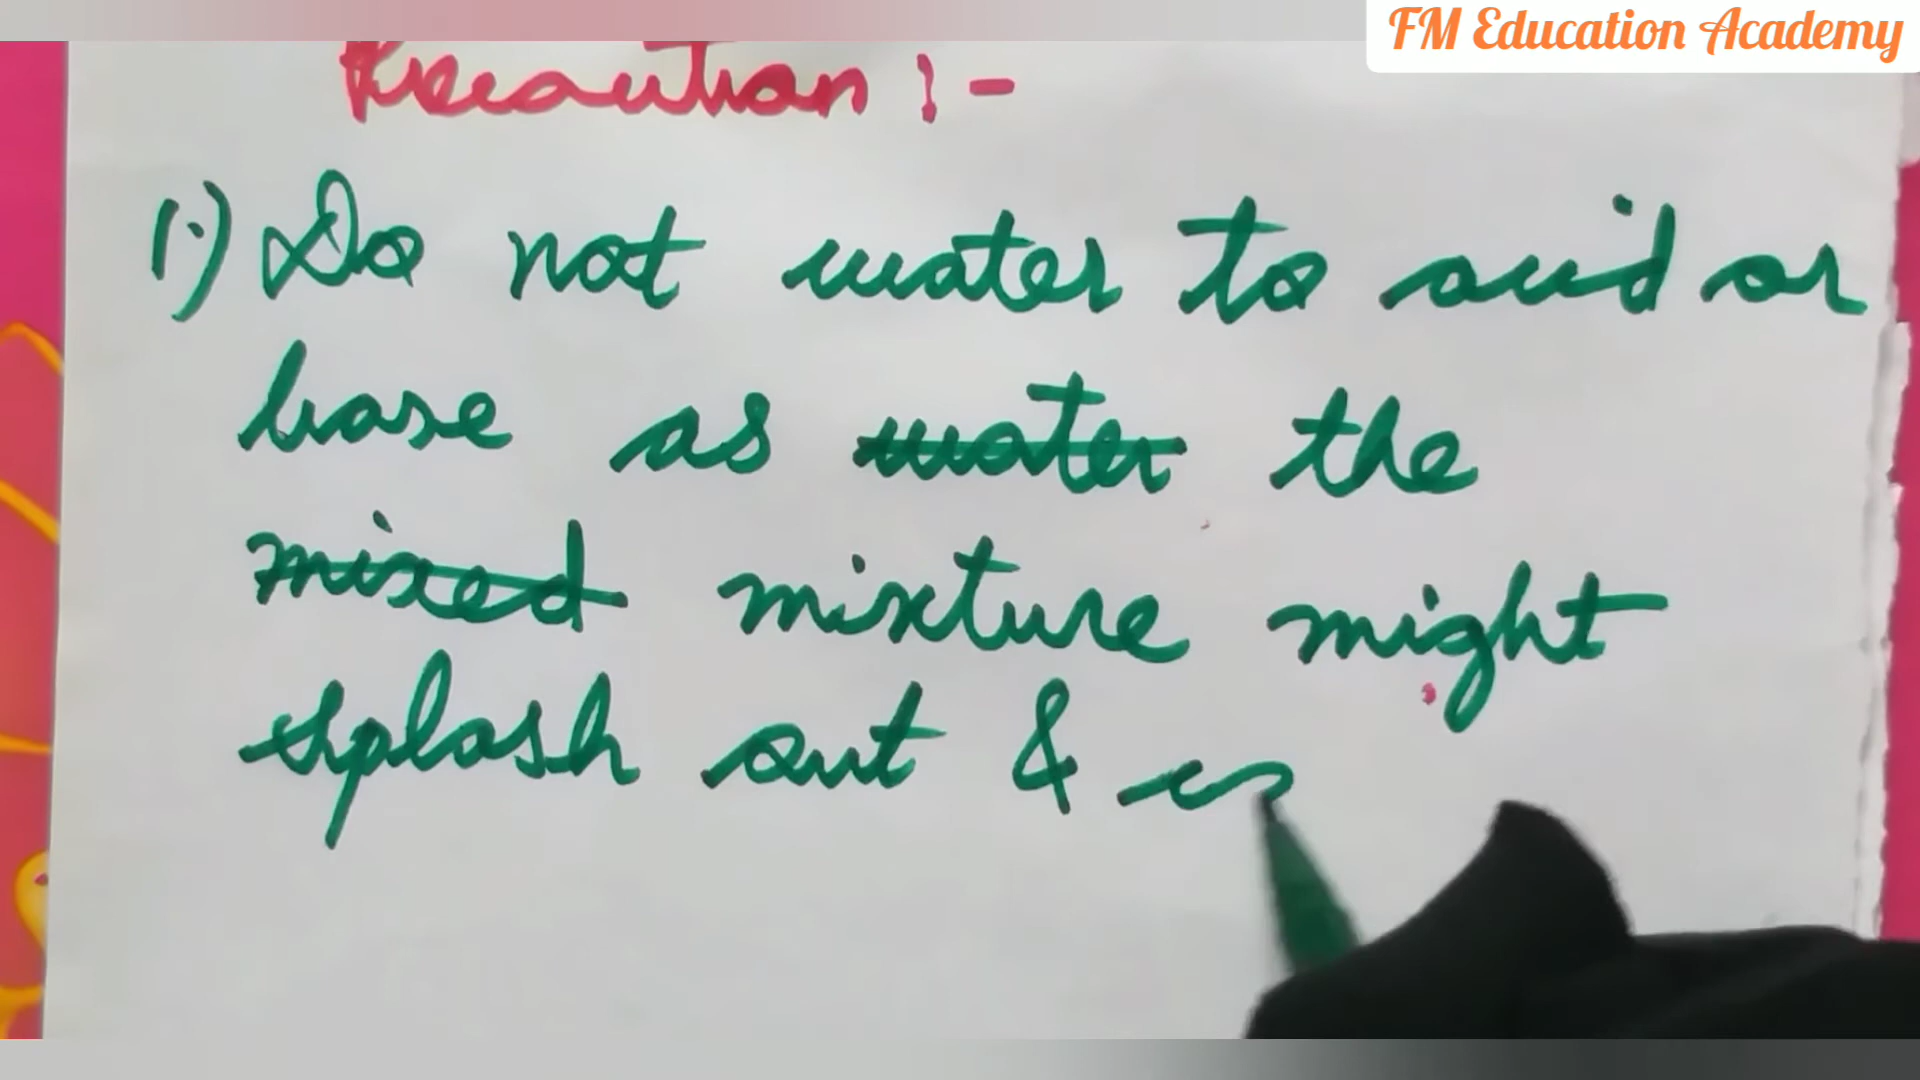 FM Education Academy
Precaution :-
1.) Do not water to acid or
base as water the
mixed mixture might
splash out &